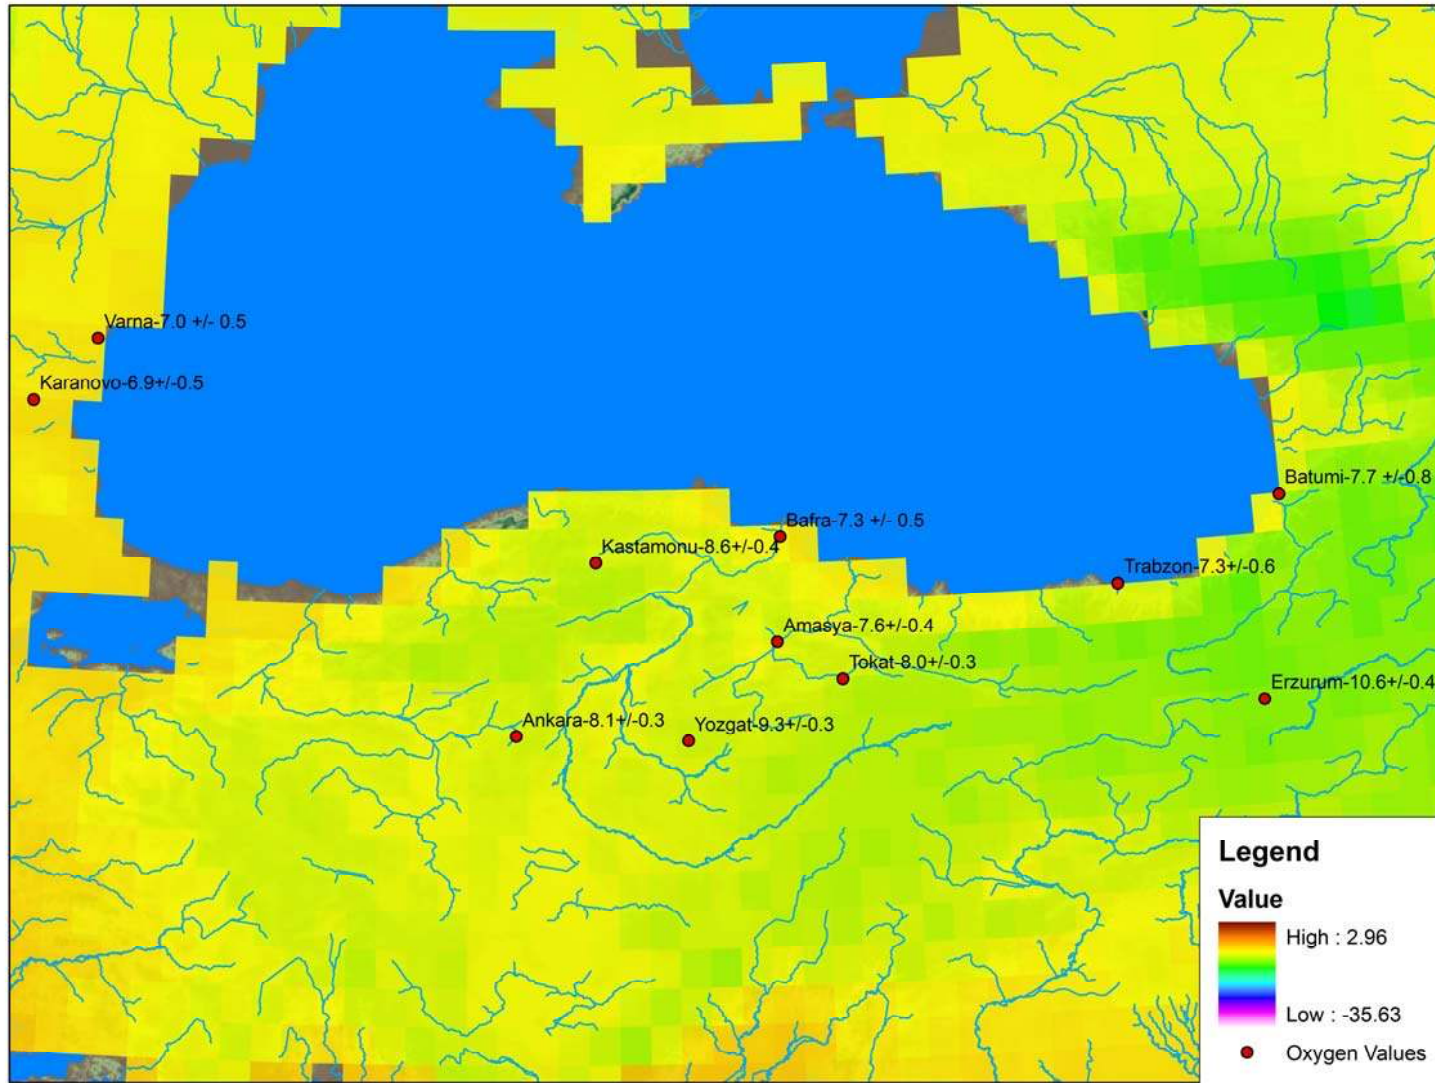 Varna-7.0 +/- 0.5
Karanovo-6.9+/-0.5
Batumi-7.7 +/-0.8
Bafra-7.3 +/- 0.5
Kastamonu-8.6+/-0.4
Trabzon-7.3+/-0.6
Amasya-7.6+/-0.4
Tokat-8.0+/-0.3
Erzurum-10.6+/-0.4
Ankara-8.1+/-0.3
Yozgat-9.3+/-0.3
Legend
Value
High : 2.96
Low : -35.63
Oxygen Values